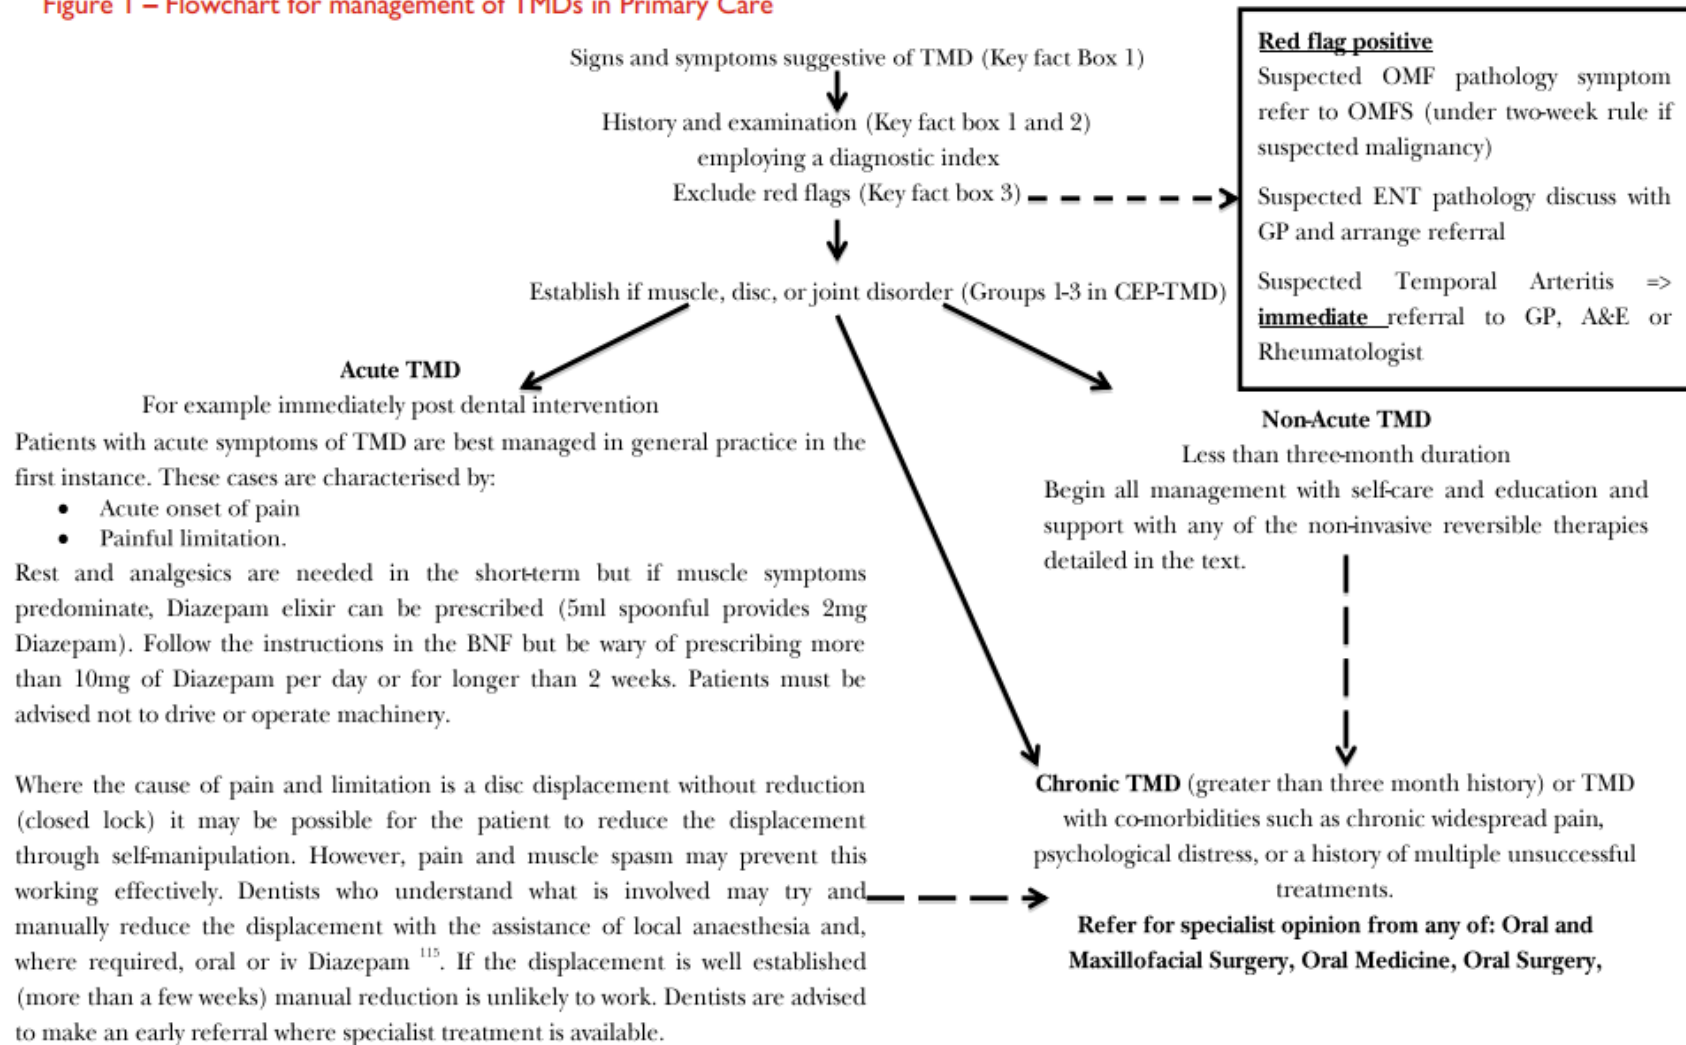 Figure 1 – Flowchart for management of TMDs in Primary Care
Signs and symptoms suggestive of TMD (Key fact Box 1)
History and examination (Key fact box 1 and 2)
employing a diagnostic index
Exclude red flags (Key fact box 3)
Red flag positive
Suspected OMF pathology symptom
refer to OMFS (under two-week rule if
suspected malignancy)
Suspected ENT pathology discuss with
GP and arrange referral
Suspected Temporal Arteritis =>
immediate referral to GP, A&E or
Rheumatologist
Establish if muscle, disc, or joint disorder (Groups 1-3 in CEP-TMD)
Acute TMD
For example immediately post dental intervention
Patients with acute symptoms of TMD are best managed in general practice in the
first instance. These cases are characterised by:
• Acute onset of pain
• Painful limitation.
Rest and analgesics are needed in the short-term but if muscle symptoms
predominate, Diazepam elixir can be prescribed (5ml spoonful provides 2mg
Diazepam). Follow the instructions in the BNF but be wary of prescribing more
than 10mg of Diazepam per day or for longer than 2 weeks. Patients must be
advised not to drive or operate machinery.
Where the cause of pain and limitation is a disc displacement without reduction
(closed lock) it may be possible for the patient to reduce the displacement
through self-manipulation. However, pain and muscle spasm may prevent this
working effectively. Dentists who understand what is involved may try and
manually reduce the displacement with the assistance of local anaesthesia and,
where required, oral or iv Diazepam 115. If the displacement is well established
(more than a few weeks) manual reduction is unlikely to work. Dentists are advised
to make an early referral where specialist treatment is available.
Non-Acute TMD
Less than three-month duration
Begin all management with self-care and education and
support with any of the non-invasive reversible therapies
detailed in the text.
Chronic TMD (greater than three month history) or TMD
with co-morbidities such as chronic widespread pain,
psychological distress, or a history of multiple unsuccessful
treatments.
Refer for specialist opinion from any of: Oral and
Maxillofacial Surgery, Oral Medicine, Oral Surgery,